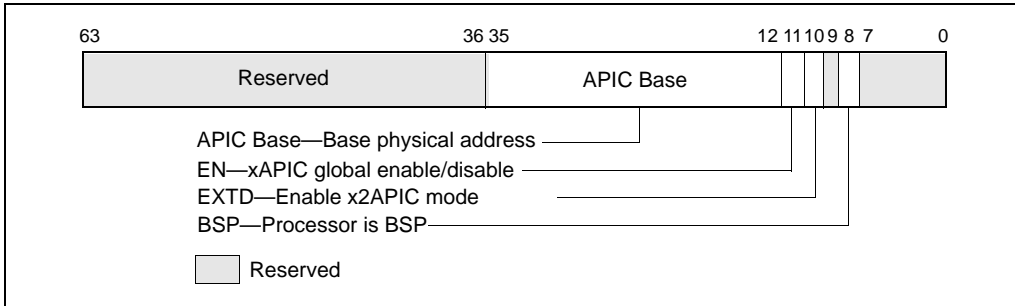 63 36 35 12 11 10 9 8 7 0
Reserved APIC Base
APIC Base—Base physical address
EN—xAPIC global enable/disable
EXTD—Enable x2APIC mode
BSP—Processor is BSP
Reserved